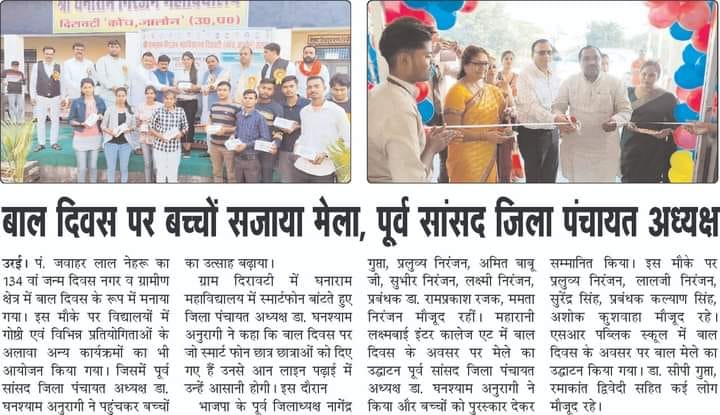 श्री घनाराम निरंजन महाविद्यालय
दिरावटी "कोंच, जालौन" (उ०प्र०)
बाल दिवस पर बच्चों सजाया मेला, पूर्व सांसद जिला पंचायत अध्यक्ष
उरई। पं. जवाहर लाल नेहरू का
134 वां जन्म दिवस नगर व ग्रामीण
क्षेत्र में बाल दिवस के रूप में मनाया
गया। इस मौके पर विद्यालयों में
गोष्ठी एवं विभिन्न प्रतियोगिताओं के
अलावा अन्य कार्यक्रमों का भी
आयोजन किया गया। जिसमें पूर्व
सांसद जिला पंचायत अध्यक्ष डा.
घनश्याम अनुरागी ने पहुंचकर बच्चों
का उत्साह बढ़ाया।
ग्राम दिरावटी में घनाराम
महाविद्यालय में स्मार्टफोन बांटते हुए
जिला पंचायत अध्यक्ष डा. घनश्याम
अनुरागी ने कहा कि बाल दिवस पर
जो स्मार्ट फोन छात्र छात्राओं को दिए
गए हैं उनसे आन लाइन पढ़ाई में
उन्हें आसानी होगी। इस दौरान
भाजपा के पूर्व जिलाध्यक्ष नागेंद्र
गुप्ता, प्रलुव्य निरंजन, अमित बाबू
जी, सुभीर निरंजन, लक्ष्मी निरंजन,
प्रबंधक डा. रामप्रकाश रजक, ममता
निरंजन मौजूद रहीं। महारानी
लक्ष्मबाई इंटर कालेज एट में बाल
दिवस के अवसर पर मेले का
उद्घाटन पूर्व सांसद जिला पंचायत
अध्यक्ष डा. घनश्याम अनुरागी ने
किया और बच्चों को पुरस्कार देकर
सम्मानित किया। इस मौके पर
प्रलुव्य निरंजन, लालजी निरंजन,
सुरेंद्र सिंह, प्रबंधक कल्याण सिंह,
अशोक कुशवाहा मौजूद रहे।
एसआर पब्लिक स्कूल में बाल
दिवस के अवसर पर बाल मेला का
उद्घाटन किया गया। डा. सीपी गुप्ता,
रमाकांत द्विवेदी सहित कई लोग
मौजूद रहे।